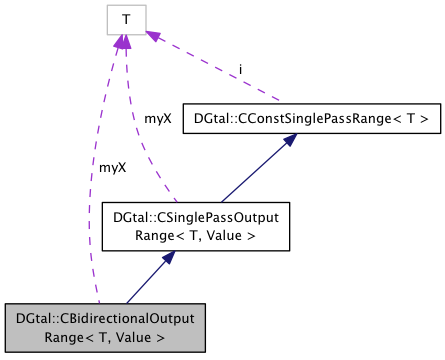 T
i
myX
DGtal::CConstSinglePassRange< T >
myX
DGtal::CSinglePassOutput
Range< T, Value >
DGtal::CBidirectionalOutput
Range< T, Value >